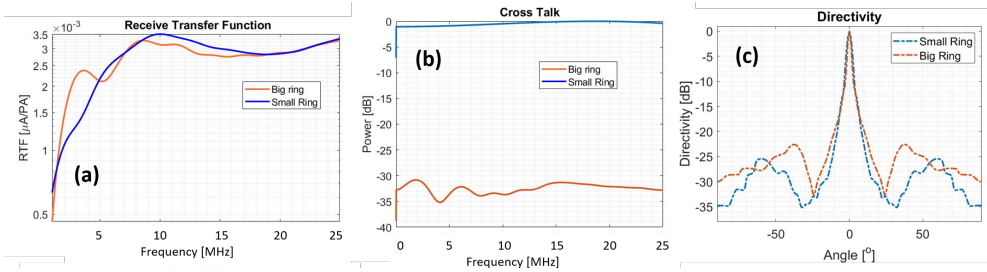 Receive Transfer Function
×10⁻³
3.5
3
2.5
2
1.5
1
0.5
RTF [μA/PA]
Big ring
Small Ring
(a)
5
10
15
20
25
Frequency [MHz]
Cross Talk
0
-5
-10
-15
-20
-25
-30
-35
-40
Power [dB]
(b)
Big ring
Small Ring
0
5
10
15
20
25
Frequency [MHz]
Directivity
0
-5
-10
-15
-20
-25
-30
-35
Directivity [dB]
(c)
Small Ring
Big Ring
-50
0
50
Angle [°]